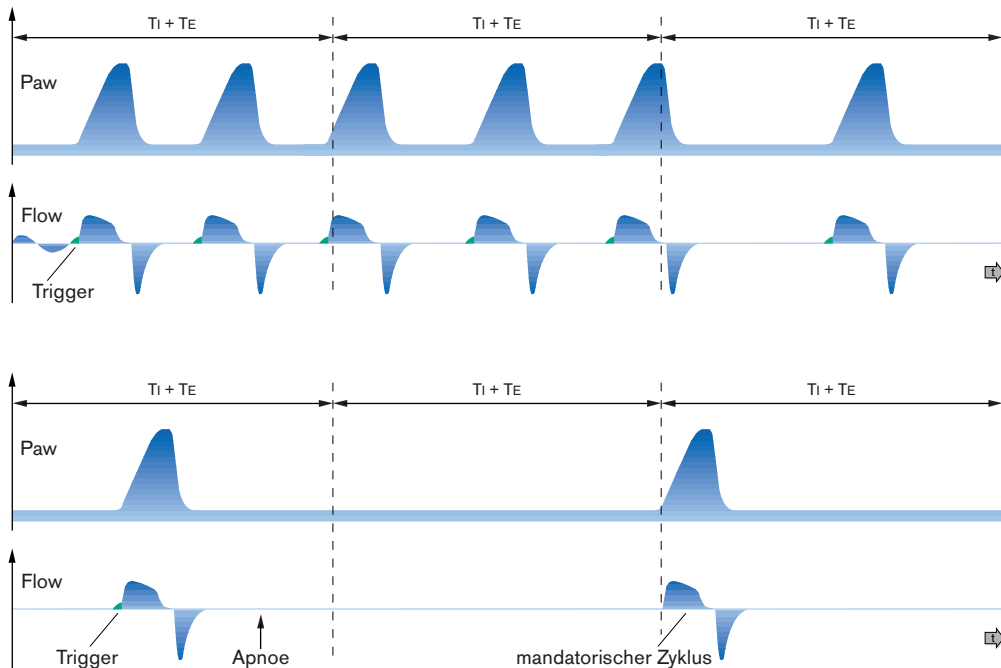 TI + TE TI + TE TI + TE
Paw
Flow
Trigger
t
TI + TE TI + TE TI + TE
Paw
Flow
Trigger Apnoe mandatorischer Zyklus
t